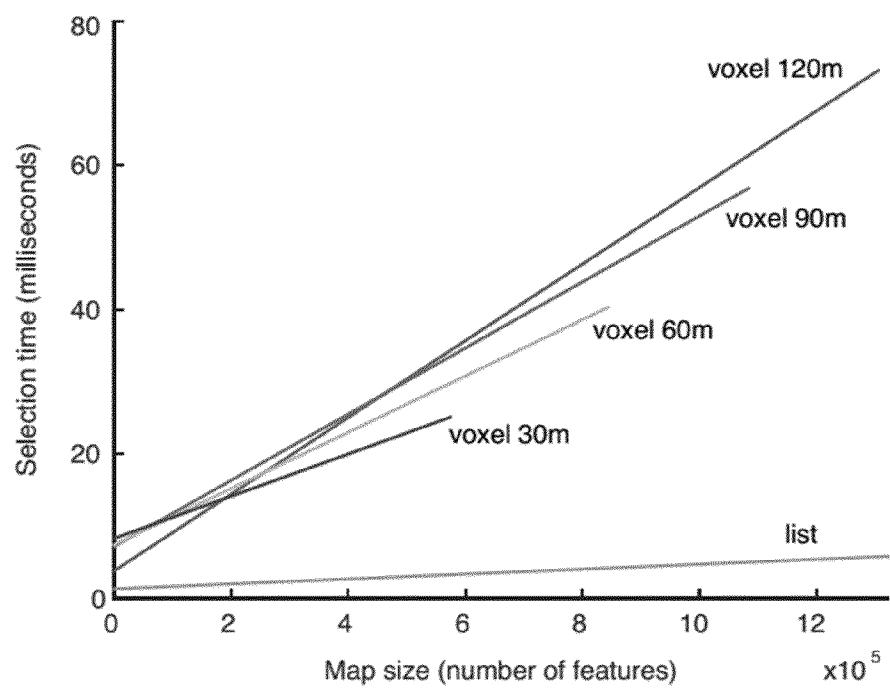 80
voxel 120m
60
voxel 90m
Selection time (milliseconds)
40
voxel 60m
voxel 30m
20
list
0
0 2 4 6 8 10 12
Map size (number of features) x10 5